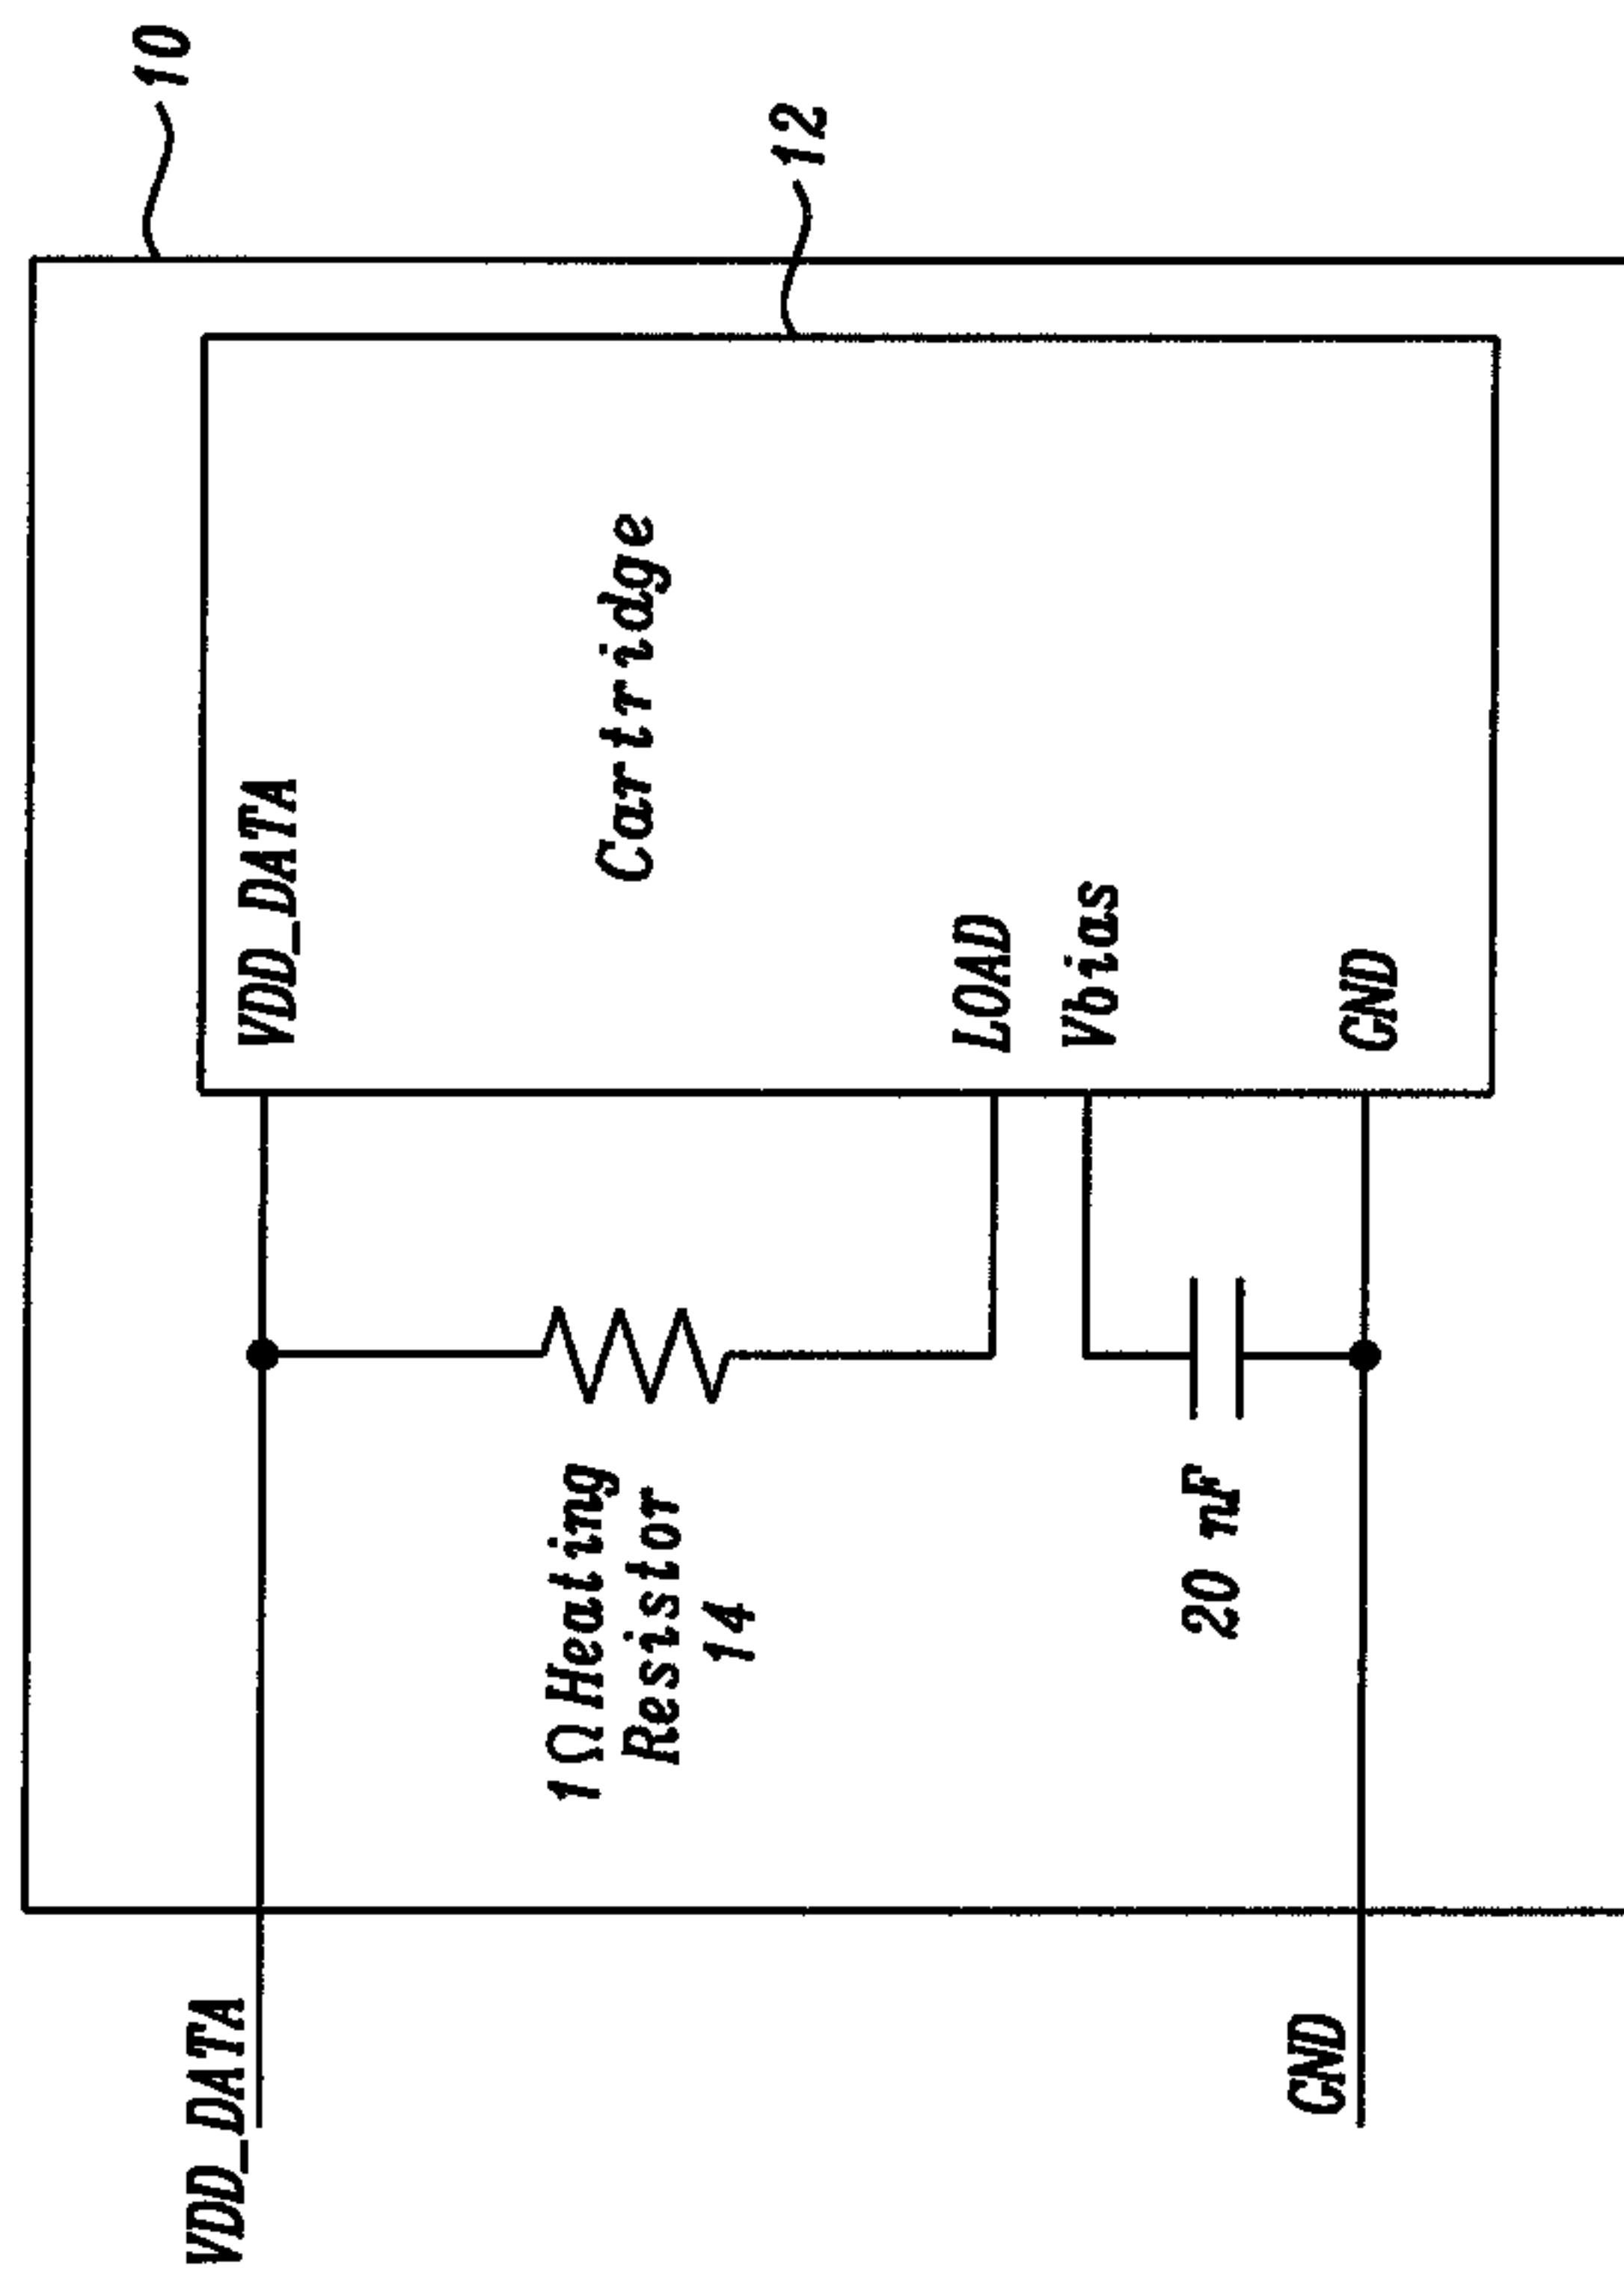 10
12
VDD_DATA
VDD_DATA
Cartridge
1Ω Heating
Resistor
14
LOAD
Vbias
20 nF
GND
GND